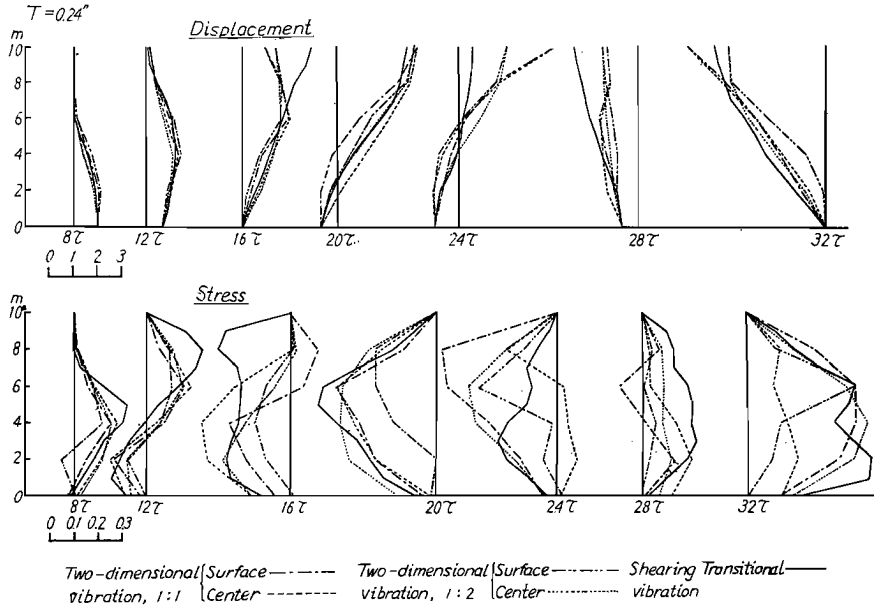 T=0.24"
Displacement
m
10
8
6
4
2
0
8τ 12τ 16τ 20τ 24τ 28τ 32τ
0 1 2 3
Stress
m
10
8
6
4
2
0
8τ 12τ 16τ 20τ 24τ 28τ 32τ
0 0.1 0.2 0.3
Two-dimensional Surface Two-dimensional Surface Shearing Transitional
vibration, 1:1 Center vibration, 1:2 Center vibration